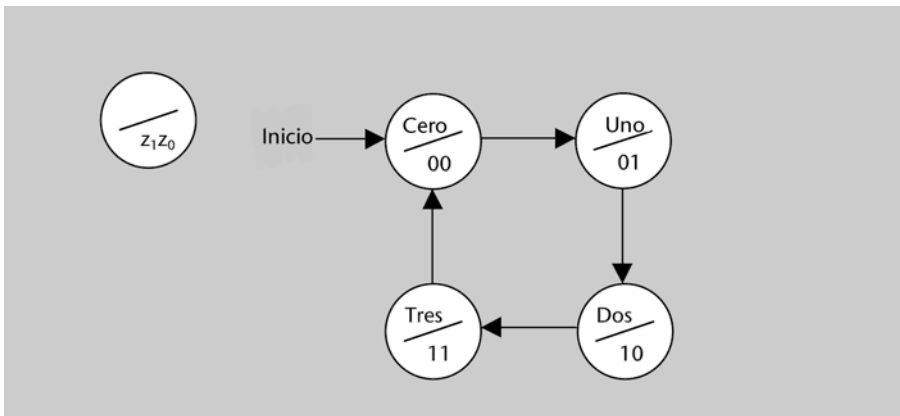 z₁z₀
Inicio
Cero
00
Uno
01
Tres
11
Dos
10